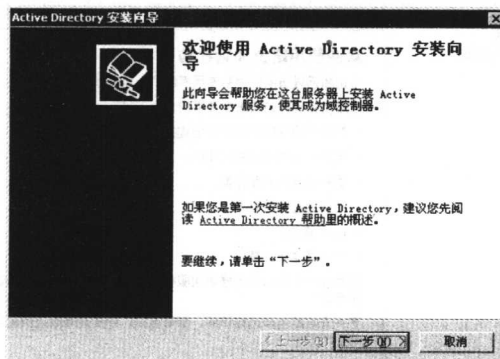 Active Directory 安装向导
欢迎使用 Active Directory 安装向
导
此向导会帮助您在这台服务器上安装 Active
Directory 服务，使其成为域控制器。
如果您是第一次安装 Active Directory，建议您先阅
读 Active Directory 帮助里的概述。
要继续，请单击“下一步”。
< 上一步(B) 下一步(N) > 取消